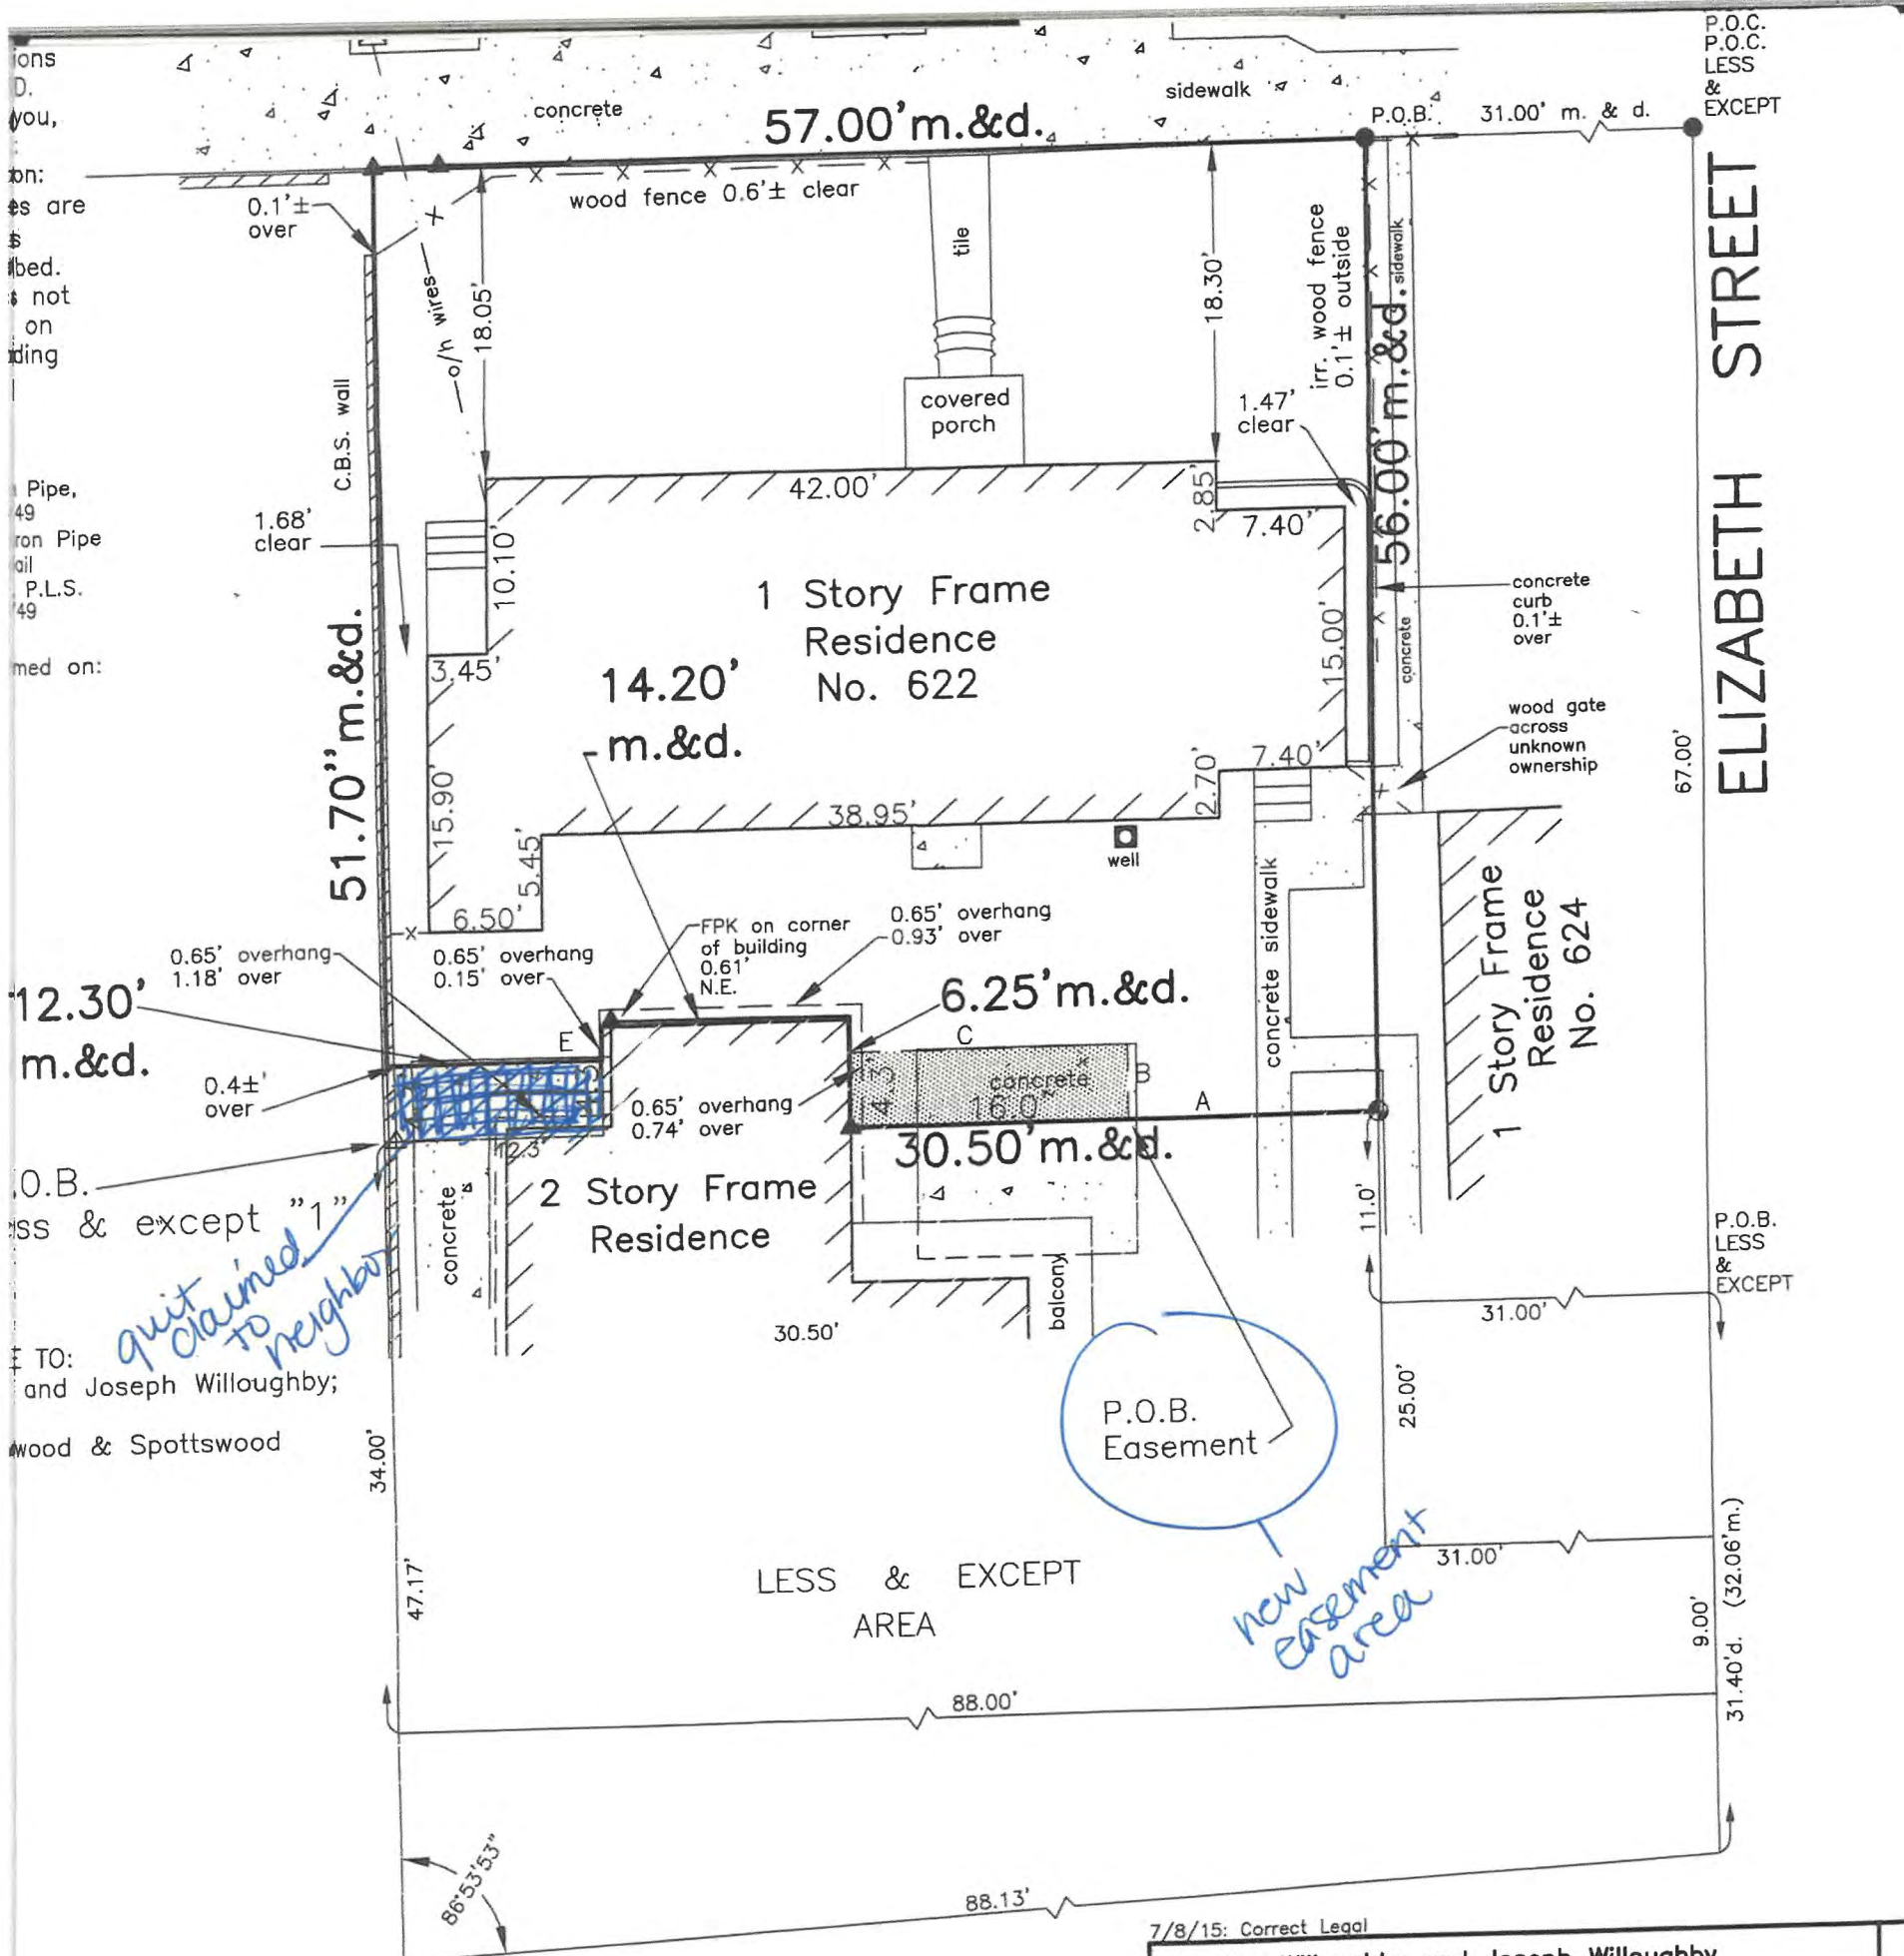 P.O.C.
P.O.C.
LESS
&
EXCEPT
sidewalk
concrete
57.00'm.&d.
P.O.B.
31.00' m. & d.
ions
D.
you,
on:
es are
s
bed.
s not
on
ding
Pipe,
49
ron Pipe
ail
P.L.S.
'49
med on:
0.1'±
over
wood fence 0.6'± clear
tile
o/h wires
18.05'
18.30'
irr. wood fence
0.1'± outside
sidewalk
56.00'm.&d.
ELIZABETH STREET
C.B.S. wall
covered
porch
1.47'
clear
42.00'
2.85'
7.40'
1.68'
clear
10.10'
3.45'
1 Story Frame
Residence
No. 622
14.20'
m.&d.
15.00'
concrete
concrete
curb
0.1'±
over
wood gate
across
unknown
ownership
67.00'
51.70"m.&d.
15.90'
5.45'
6.50'
38.95'
2.70'
7.40'
well
concrete sidewalk
1 Story Frame
Residence
No. 624
FPK on corner
of building
0.61'
N.E.
0.65' overhang
0.93' over
0.65' overhang
1.18' over
0.65' overhang
0.15' over
12.30'
m.&d.
6.25'm.&d.
E
C
B
A
0.4±'
over
0.65' overhang
0.74' over
4.3'
concrete
16.0'
30.50'm.&d.
12.3'
.O.B.
ss & except "1"
concrete
2 Story Frame
Residence
balcony
30.50'
11.0'
P.O.B.
LESS
&
EXCEPT
31.00'
quit
claimed
to
neighbor
E TO:
and Joseph Willoughby;
wood & Spottswood
P.O.B.
Easement
new
easement
area
25.00'
31.00'
34.00'
47.17'
LESS & EXCEPT
AREA
9.00'
31.40'd. (32.06'm.)
88.00'
86°53'53"
88.13'
7/8/15: Correct Legal
and Joseph Willoughby